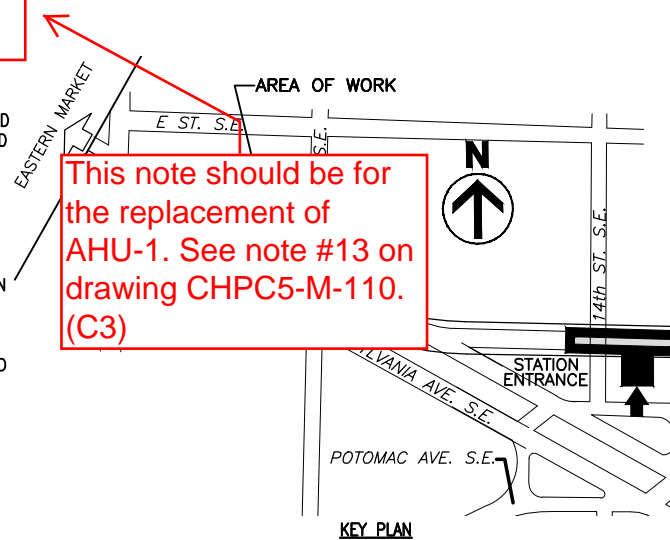 EASTERN MARKET
D
D
AREA OF WORK
E ST. S.E.
S.E.
N
This note should be for
the replacement of
AHU-1. See note #13 on
drawing CHPC5-M-110.
(C3)
14th ST. S.E.
N
D
STATION
ENTRANCE
LVANIA AVE. S.E.
POTOMAC AVE. S.E.
KEY PLAN